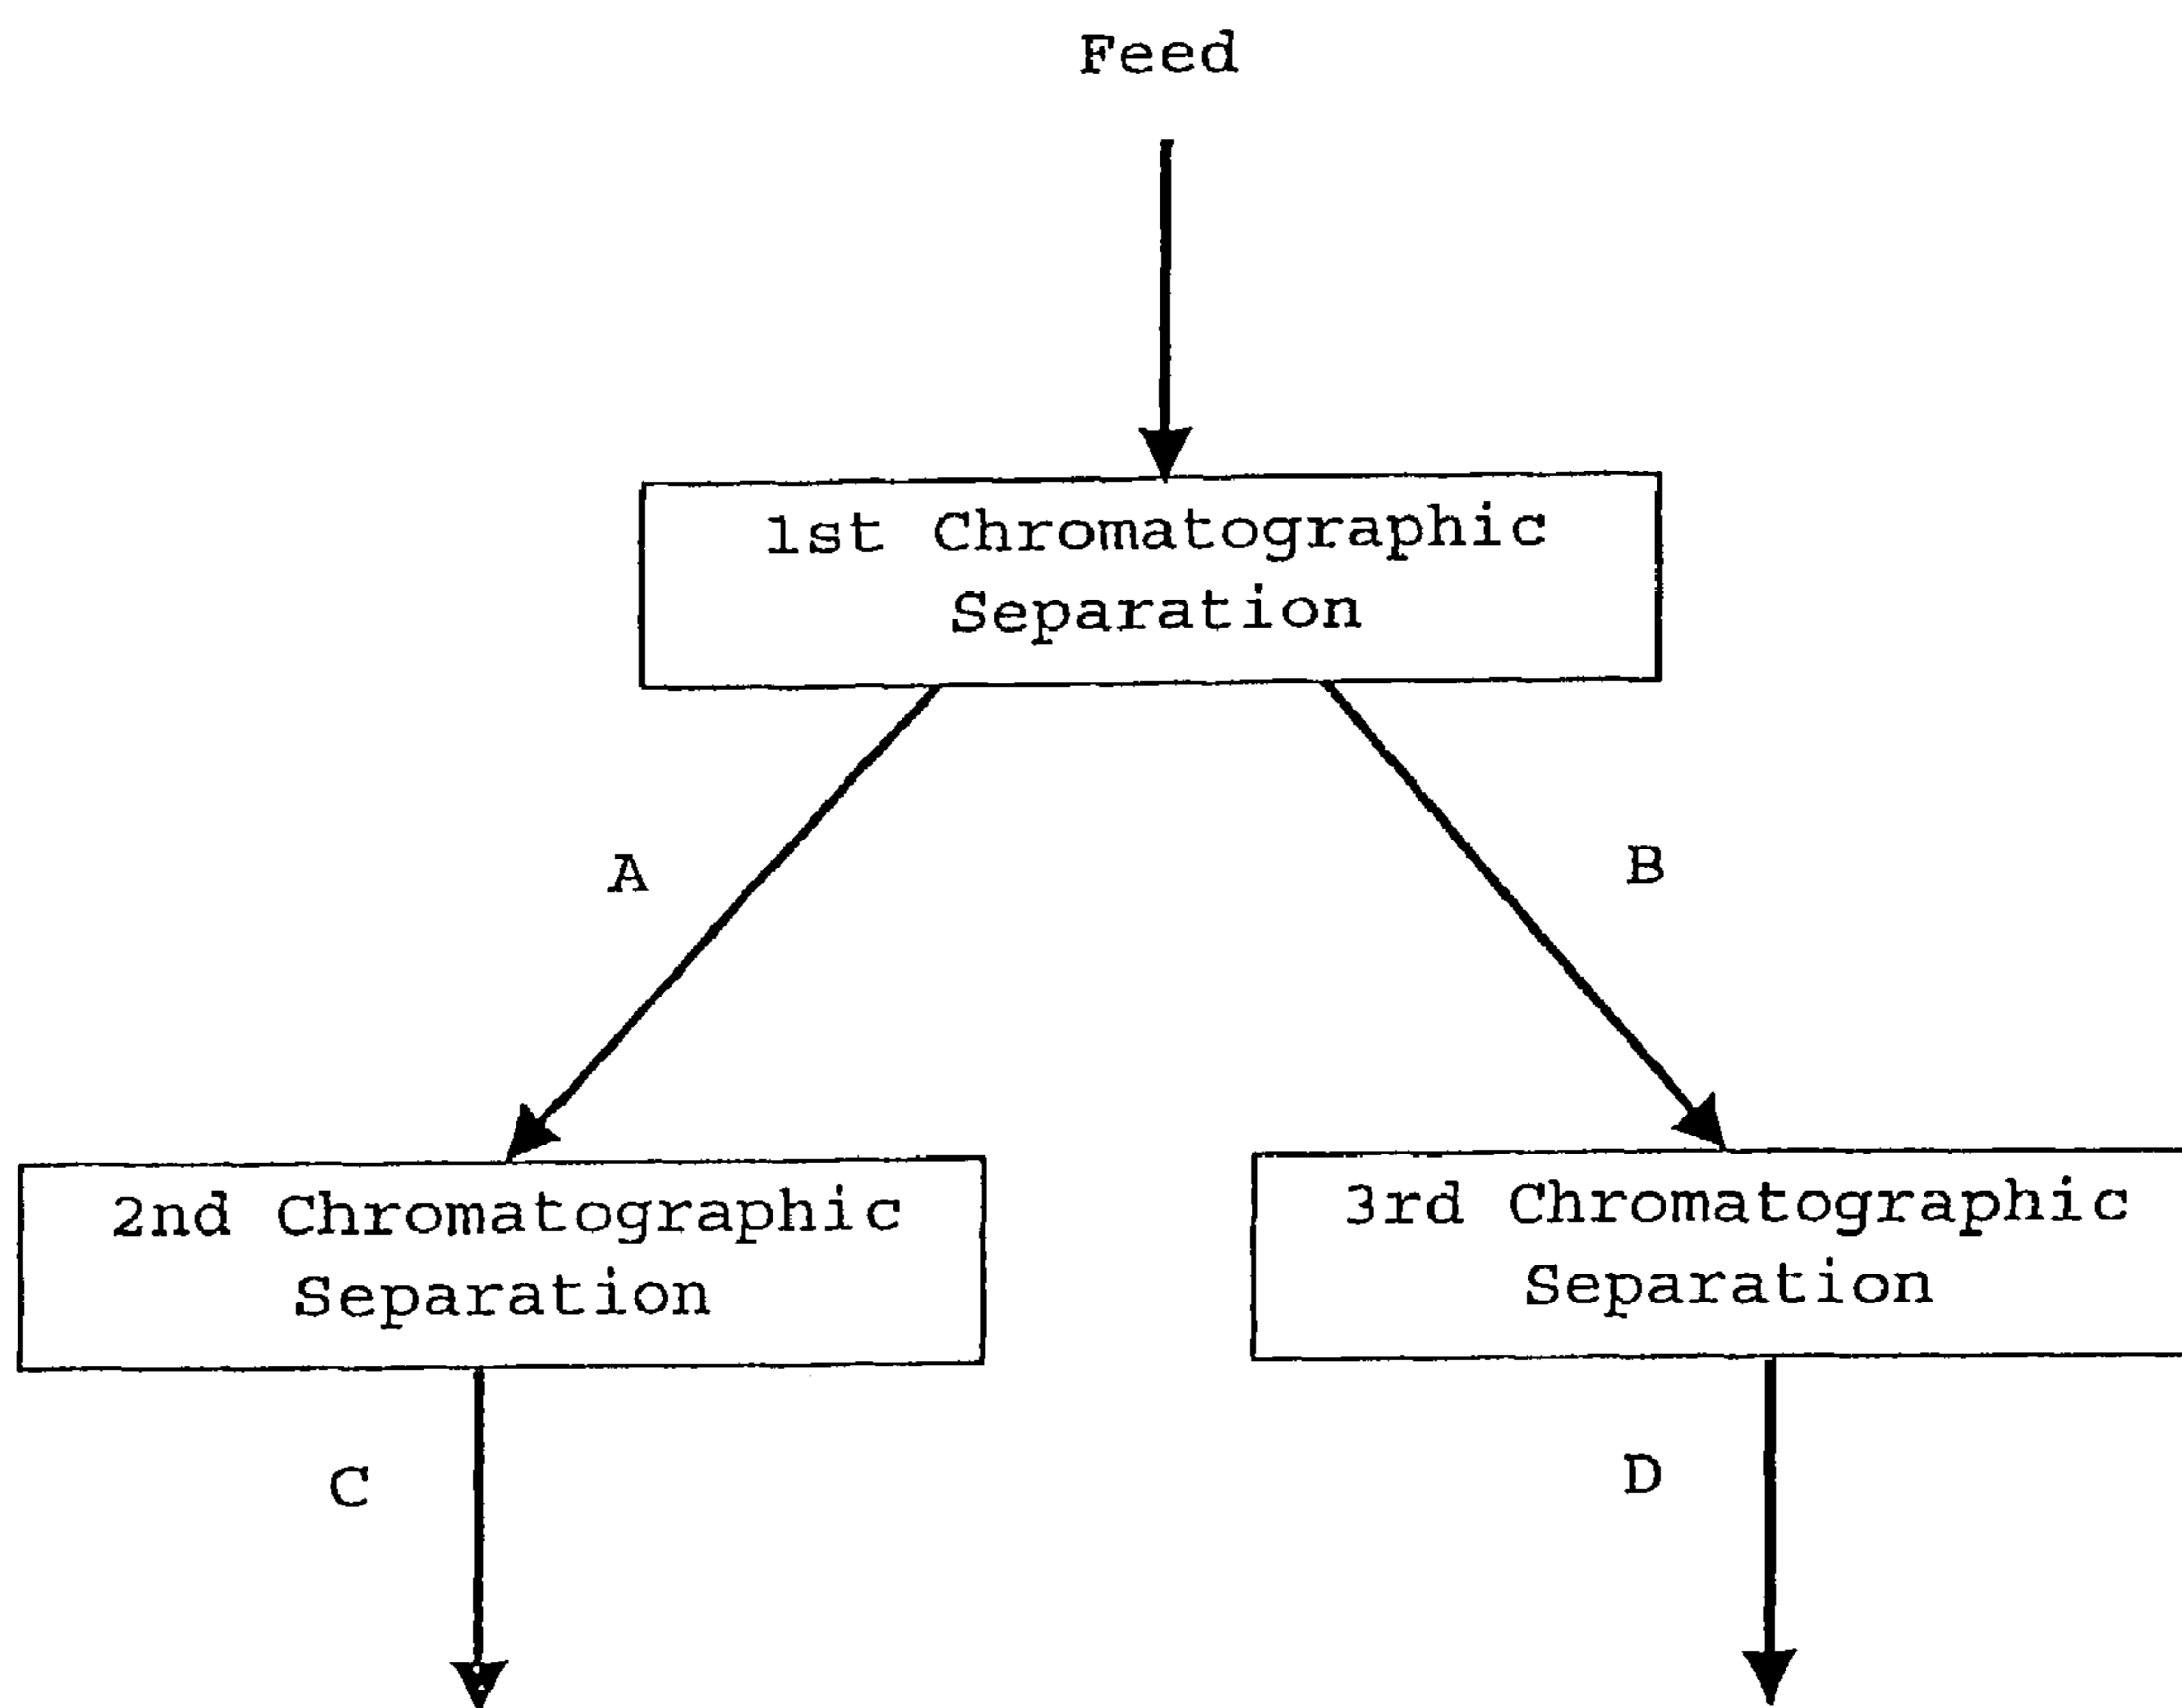 Feed
1st Chromatographic
Separation
A
B
2nd Chromatographic
Separation
3rd Chromatographic
Separation
C
D